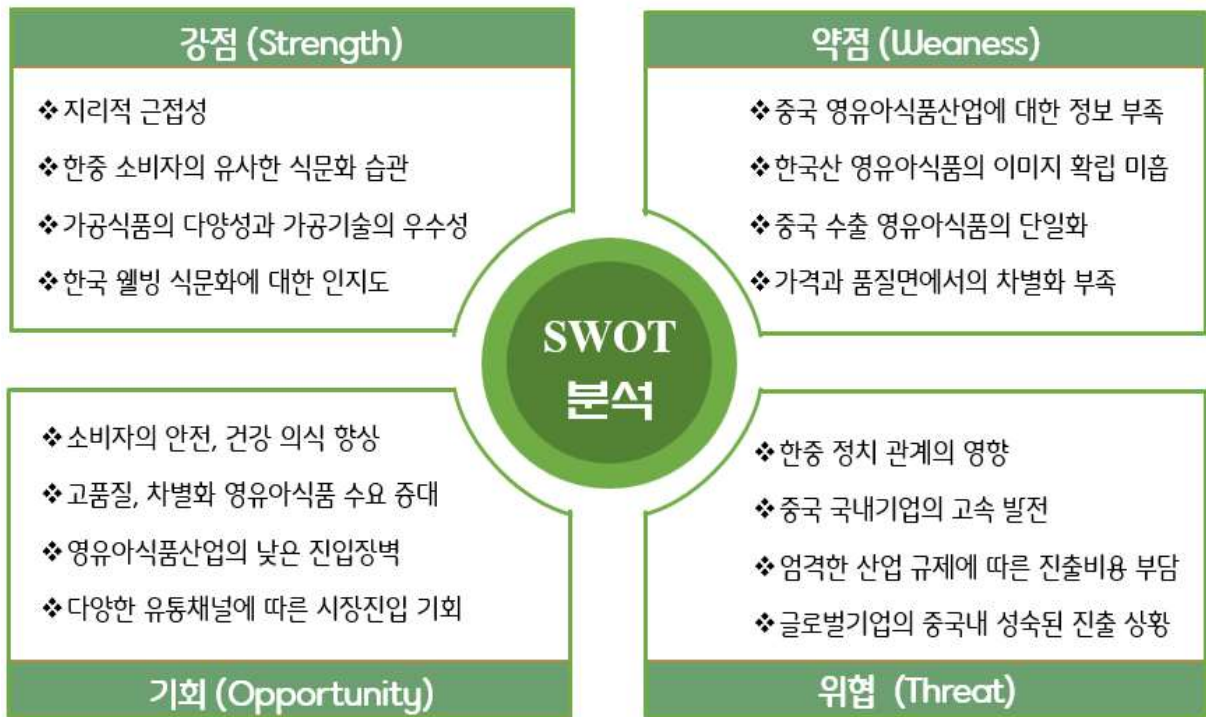 강점 (Strength)
❖ 지리적 근접성
❖ 한중 소비자의 유사한 식문화 습관
❖ 가공식품의 다양성과 가공기술의 우수성
❖ 한국 웰빙 식문화에 대한 인지도
약점 (Weaness)
❖ 중국 영유아식품산업에 대한 정보 부족
❖ 한국산 영유아식품의 이미지 확립 미흡
❖ 중국 수출 영유아식품의 단일화
❖ 가격과 품질면에서의 차별화 부족
SWOT
분석
❖ 소비자의 안전, 건강 의식 향상
❖ 고품질, 차별화 영유아식품 수요 증대
❖ 영유아식품산업의 낮은 진입장벽
❖ 다양한 유통채널에 따른 시장진입 기회
기회 (Opportunity)
❖ 한중 정치 관계의 영향
❖ 중국 국내기업의 고속 발전
❖ 엄격한 산업 규제에 따른 진출비용 부담
❖ 글로벌기업의 중국내 성숙된 진출 상황
위협 (Threat)